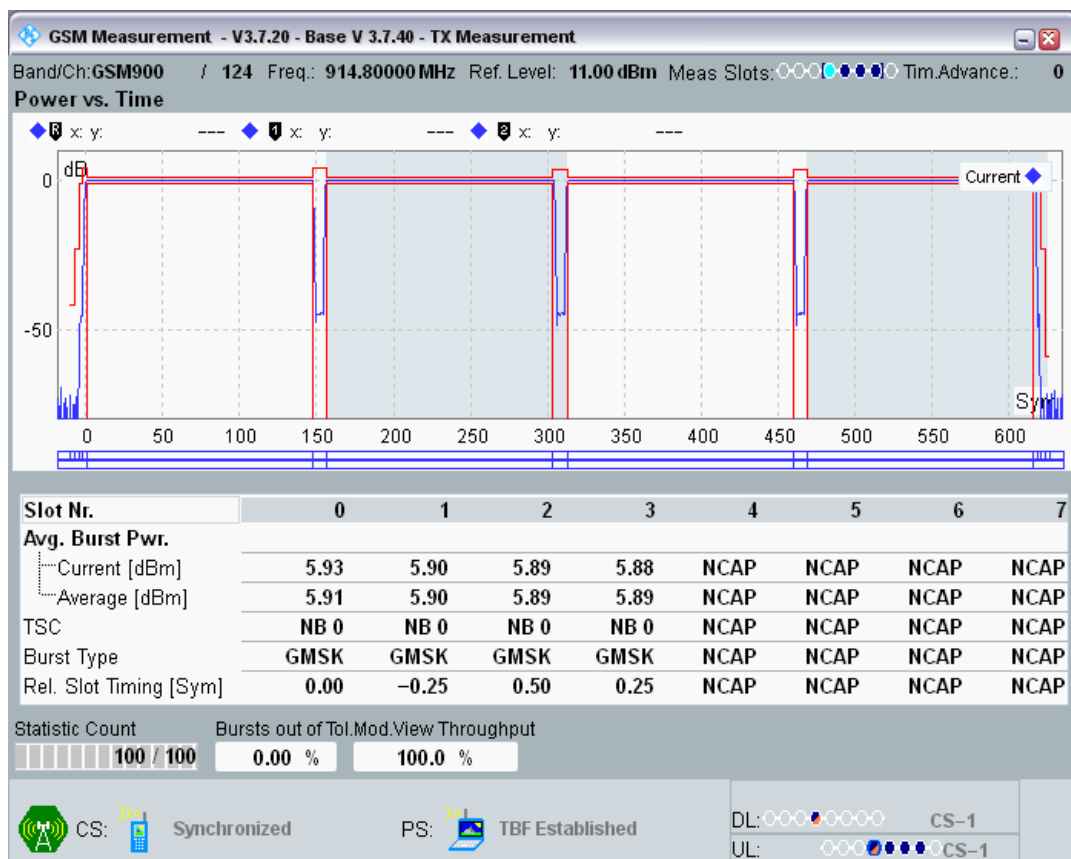 GSM Measurement - V3.7.20 - Base V 3.7.40 - TX Measurement
Band/Ch:GSM900 / 124 Freq.: 914.80000 MHz Ref. Level: 11.00 dBm Meas Slots: Tim.Advance.: 0
Power vs. Time
R x: y: --- 1 x: y: --- 2 x: y: ---
Current
0
-50
0 50 100 150 200 250 300 350 400 450 500 550 600
Slot Nr. 0 1 2 3 4 5 6 7
Avg. Burst Pwr.
Current [dBm] 5.93 5.90 5.89 5.88 NCAP NCAP NCAP NCAP
Average [dBm] 5.91 5.90 5.89 5.89 NCAP NCAP NCAP NCAP
TSC NB 0 NB 0 NB 0 NB 0 NCAP NCAP NCAP NCAP
Burst Type GMSK GMSK GMSK GMSK NCAP NCAP NCAP NCAP
Rel. Slot Timing [Sym] 0.00 −0.25 0.50 0.25 NCAP NCAP NCAP NCAP
Statistic Count Bursts out of Tol.Mod.View Throughput
100 / 100 0.00 % 100.0 %
DL: CS−1
CS: Synchronized PS: TBF Established
UL: CS−1